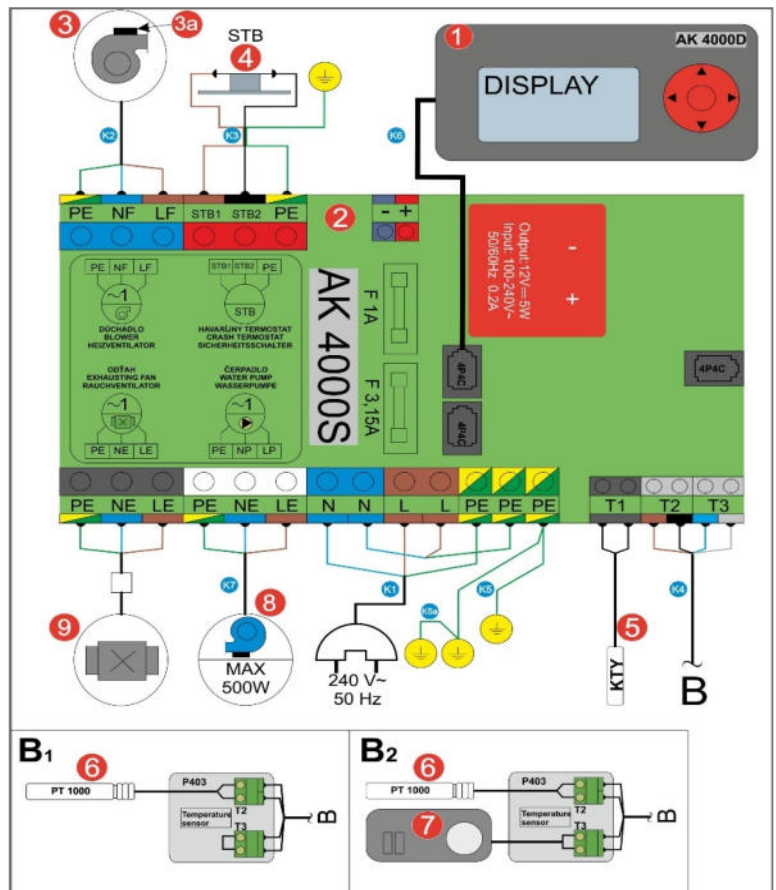 3
3a
STB
4
1
AK 4000D
DISPLAY
K2
K3
K6
PE NF LF STB1 STB2 PE
2
- +
PE NF LF
~1
DÚCHADLO
BLOWER
HEIZVENTILATOR
STB1 STB2 PE
STB
HAVARIJNY TERMOSTAT
CRASH TERMOSTAT
SICHERHEITSSCHALTER
ODŤAH
EXHAUSTING FAN
RAUCHVENTILATOR
~1
PE NE LE
ČERPADLO
WATER PUMP
WASSERPUMPE
~1
PE NP LP
AK 4000S
F 1A
F 3,15A
Output:12V⎓5W
Input: 100-240V~
50/60Hz 0.2A
-
+
4P4C
4P4C
4P4C
PE NE LE PE NE LE N N L L PE PE PE T1 T2 T3
K7
K1
K5a
K5
K4
9
8
MAX
500W
240 V~
50 Hz
5
KTY
B
B1
6
PT 1000
P403
T2
Temperature
sensor
T3
~B
B2
6
PT 1000
7
P403
T2
Temperature
sensor
T3
~B